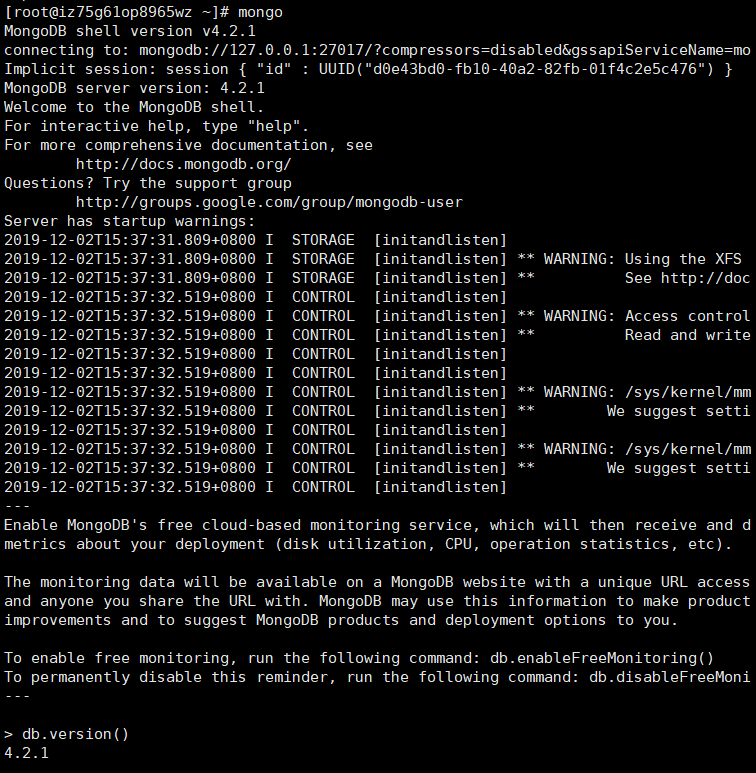 [root@iz75g61op8965wz ~]# mongo
MongoDB shell version v4.2.1
connecting to: mongodb://127.0.0.1:27017/?compressors=disabled&gssapiServiceName=mo
Implicit session: session { "id" : UUID("d0e43bd0-fb10-40a2-82fb-01f4c2e5c476") }
MongoDB server version: 4.2.1
Welcome to the MongoDB shell.
For interactive help, type "help".
For more comprehensive documentation, see
        http://docs.mongodb.org/
Questions? Try the support group
        http://groups.google.com/group/mongodb-user
Server has startup warnings:
2019-12-02T15:37:31.809+0800 I  STORAGE  [initandlisten]
2019-12-02T15:37:31.809+0800 I  STORAGE  [initandlisten] ** WARNING: Using the XFS
2019-12-02T15:37:31.809+0800 I  STORAGE  [initandlisten] **          See http://doc
2019-12-02T15:37:32.519+0800 I  CONTROL  [initandlisten]
2019-12-02T15:37:32.519+0800 I  CONTROL  [initandlisten] ** WARNING: Access control
2019-12-02T15:37:32.519+0800 I  CONTROL  [initandlisten] **          Read and write
2019-12-02T15:37:32.519+0800 I  CONTROL  [initandlisten]
2019-12-02T15:37:32.519+0800 I  CONTROL  [initandlisten]
2019-12-02T15:37:32.519+0800 I  CONTROL  [initandlisten] ** WARNING: /sys/kernel/mm
2019-12-02T15:37:32.519+0800 I  CONTROL  [initandlisten] **        We suggest setti
2019-12-02T15:37:32.519+0800 I  CONTROL  [initandlisten]
2019-12-02T15:37:32.519+0800 I  CONTROL  [initandlisten] ** WARNING: /sys/kernel/mm
2019-12-02T15:37:32.519+0800 I  CONTROL  [initandlisten] **        We suggest setti
2019-12-02T15:37:32.519+0800 I  CONTROL  [initandlisten]
---
Enable MongoDB's free cloud-based monitoring service, which will then receive and d
metrics about your deployment (disk utilization, CPU, operation statistics, etc).

The monitoring data will be available on a MongoDB website with a unique URL access
and anyone you share the URL with. MongoDB may use this information to make product
improvements and to suggest MongoDB products and deployment options to you.

To enable free monitoring, run the following command: db.enableFreeMonitoring()
To permanently disable this reminder, run the following command: db.disableFreeMoni
---

> db.version()
4.2.1